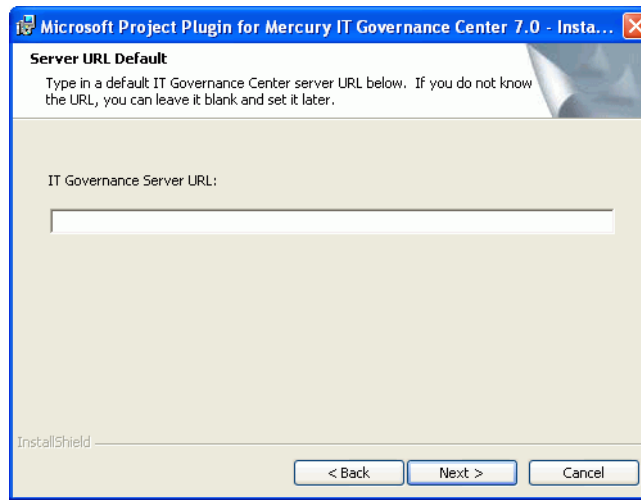 Microsoft Project Plugin for Mercury IT Governance Center 7.0 - Insta...
Server URL Default
Type in a default IT Governance Center server URL below. If you do not know
the URL, you can leave it blank and set it later.
IT Governance Server URL:
InstallShield
< Back Next > Cancel